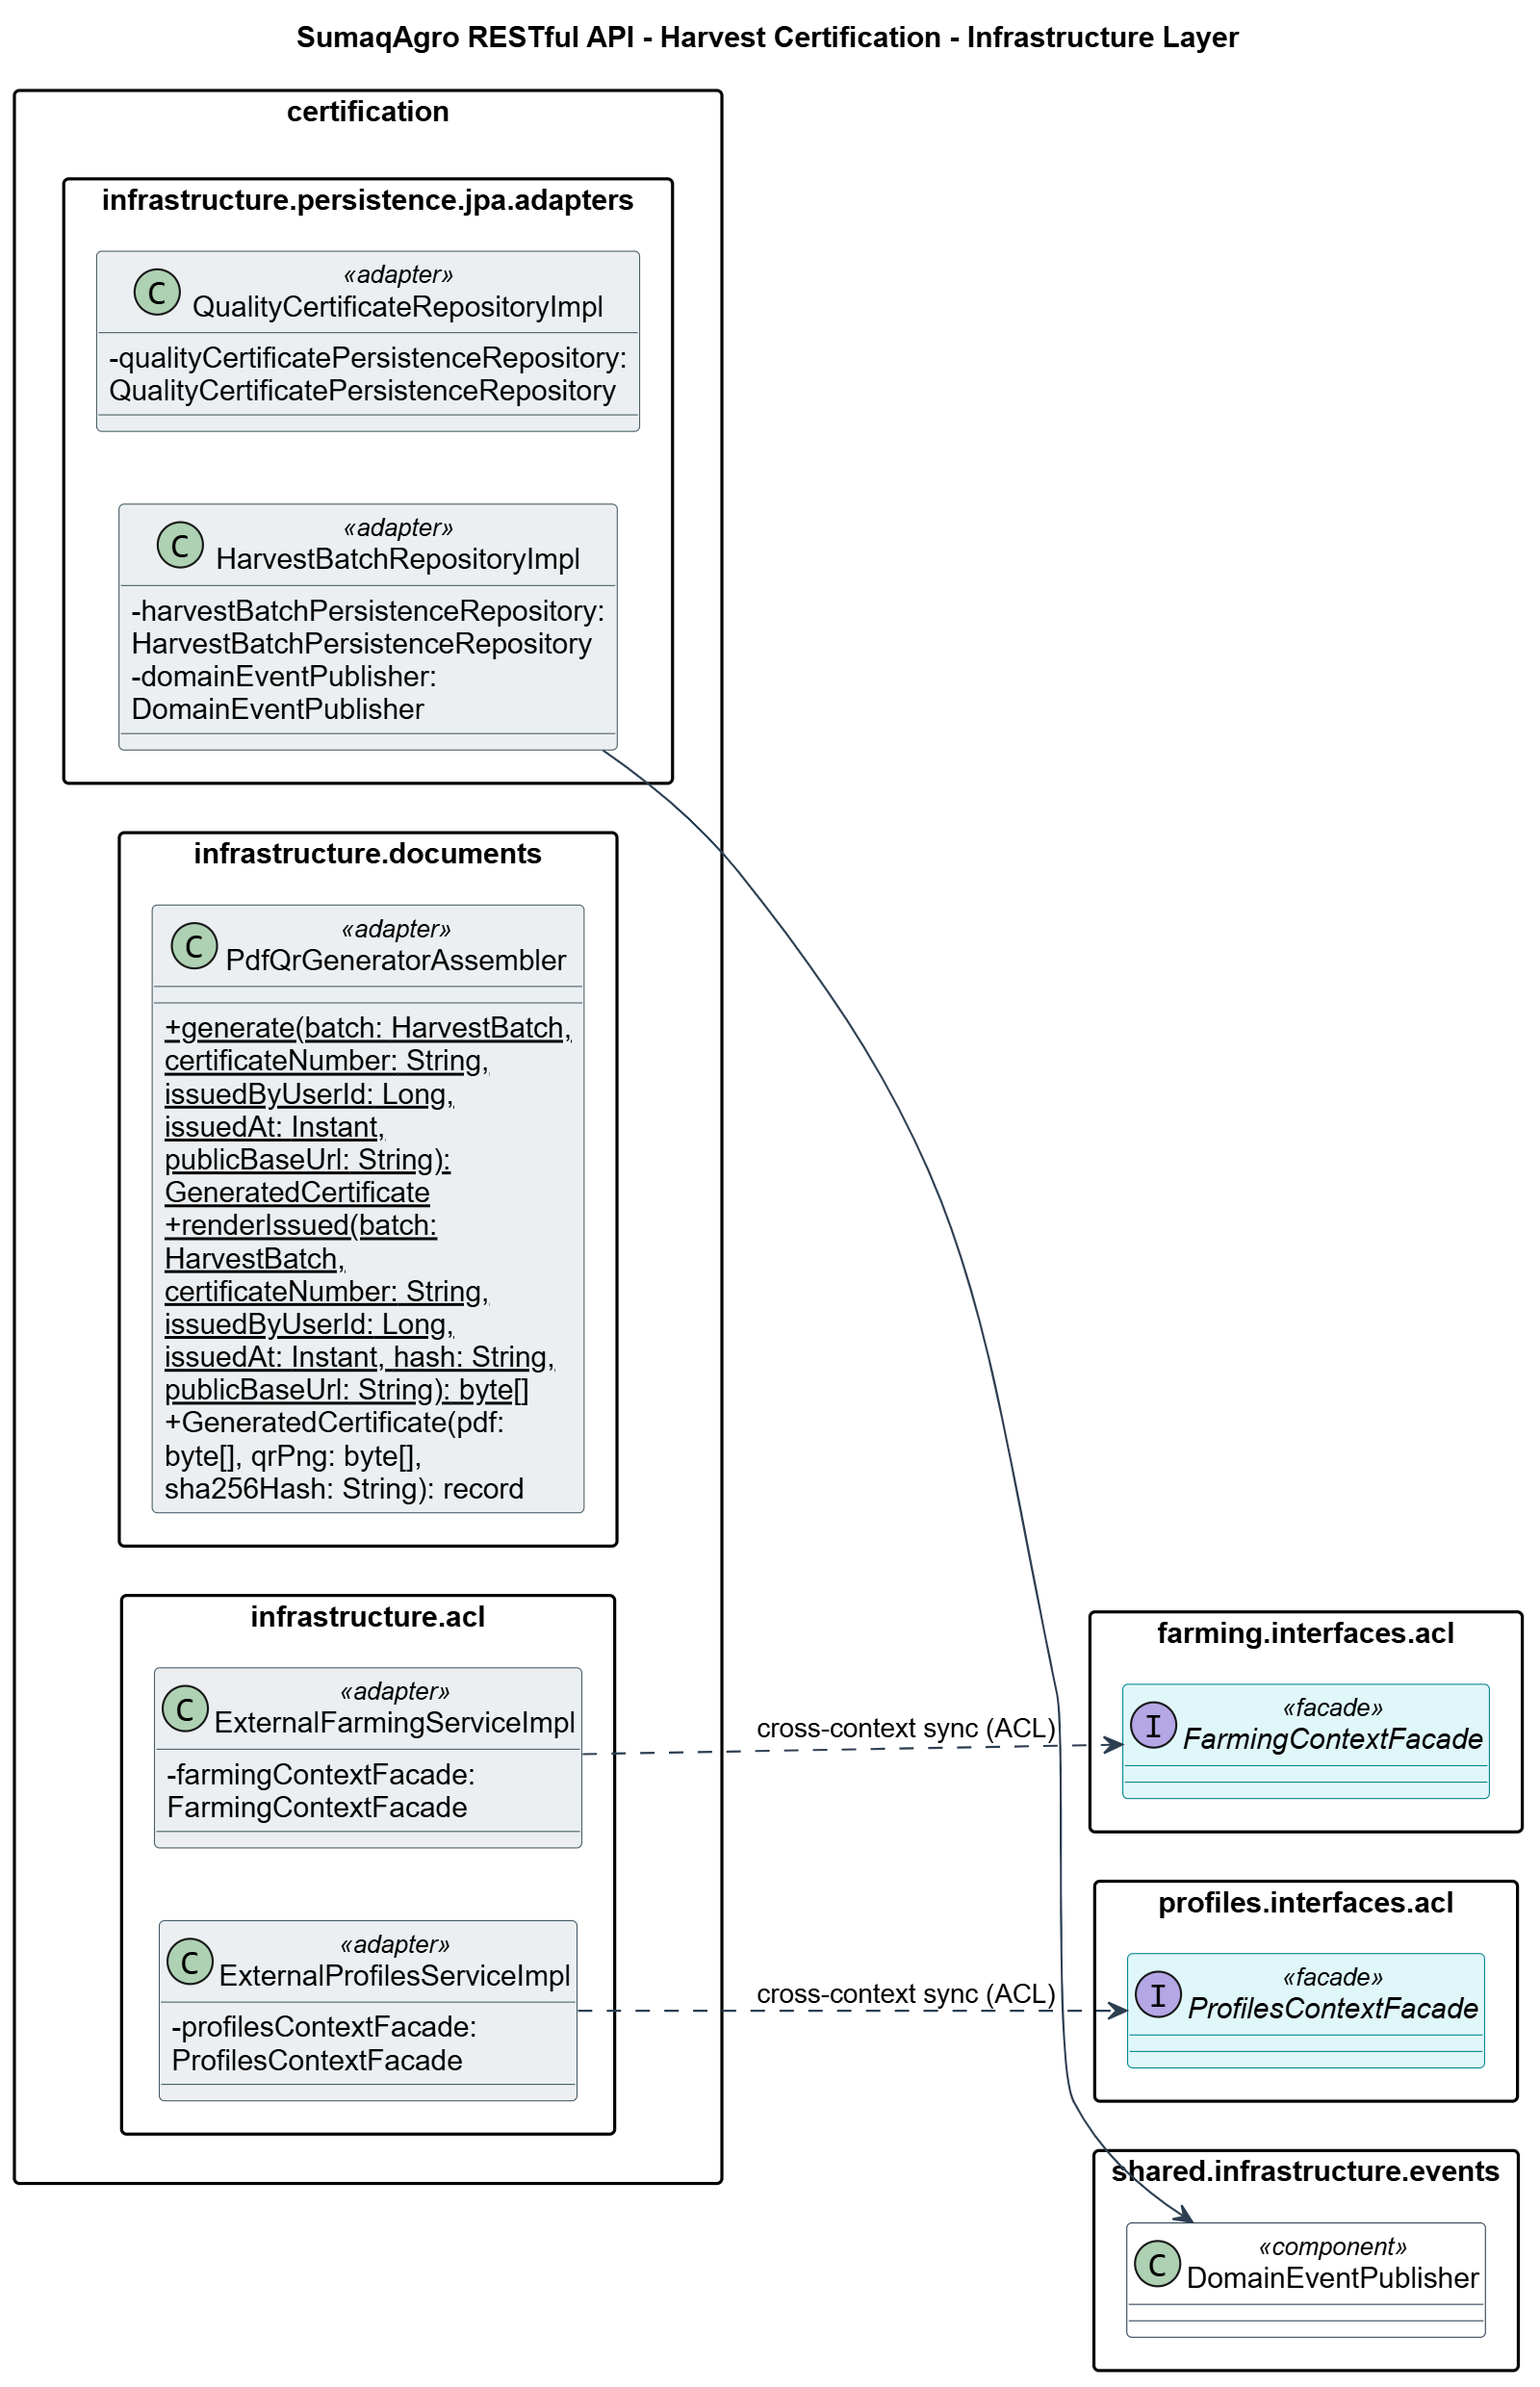 SumaqAgro RESTful API - Harvest Certification - Infrastructure Layer
certification
infrastructure.persistence.jpa.adapters
C
«adapter»
QualityCertificateRepositoryImpl
-qualityCertificatePersistenceRepository:
QualityCertificatePersistenceRepository
C
«adapter»
HarvestBatchRepositoryImpl
-harvestBatchPersistenceRepository:
HarvestBatchPersistenceRepository
-domainEventPublisher:
DomainEventPublisher
infrastructure.documents
C
«adapter»
PdfQrGeneratorAssembler
+generate(batch: HarvestBatch,
certificateNumber: String,
issuedByUserId: Long,
issuedAt: Instant,
publicBaseUrl: String):
GeneratedCertificate
+renderIssued(batch:
HarvestBatch,
certificateNumber: String,
issuedByUserId: Long,
issuedAt: Instant, hash: String,
publicBaseUrl: String): byte[]
+GeneratedCertificate(pdf:
byte[], qrPng: byte[],
sha256Hash: String): record
infrastructure.acl
C
«adapter»
ExternalFarmingServiceImpl
-farmingContextFacade:
FarmingContextFacade
cross-context sync (ACL)
farming.interfaces.acl
I
«facade»
FarmingContextFacade
C
«adapter»
ExternalProfilesServiceImpl
-profilesContextFacade:
ProfilesContextFacade
cross-context sync (ACL)
profiles.interfaces.acl
I
«facade»
ProfilesContextFacade
shared.infrastructure.events
C
«component»
DomainEventPublisher